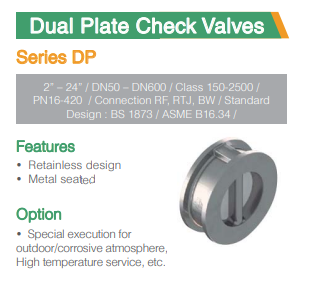 Dual Plate Check Valves
Series DP
2” – 24” / DN50 – DN600 / Class 150-2500 /
PN16-420 / Connection RF, RTJ, BW / Standard
Design : BS 1873 / ASME B16.34 /
Features
• Retainless design
• Metal seated
Option
• Special execution for
outdoor/corrosive atmosphere,
High temperature service, etc.